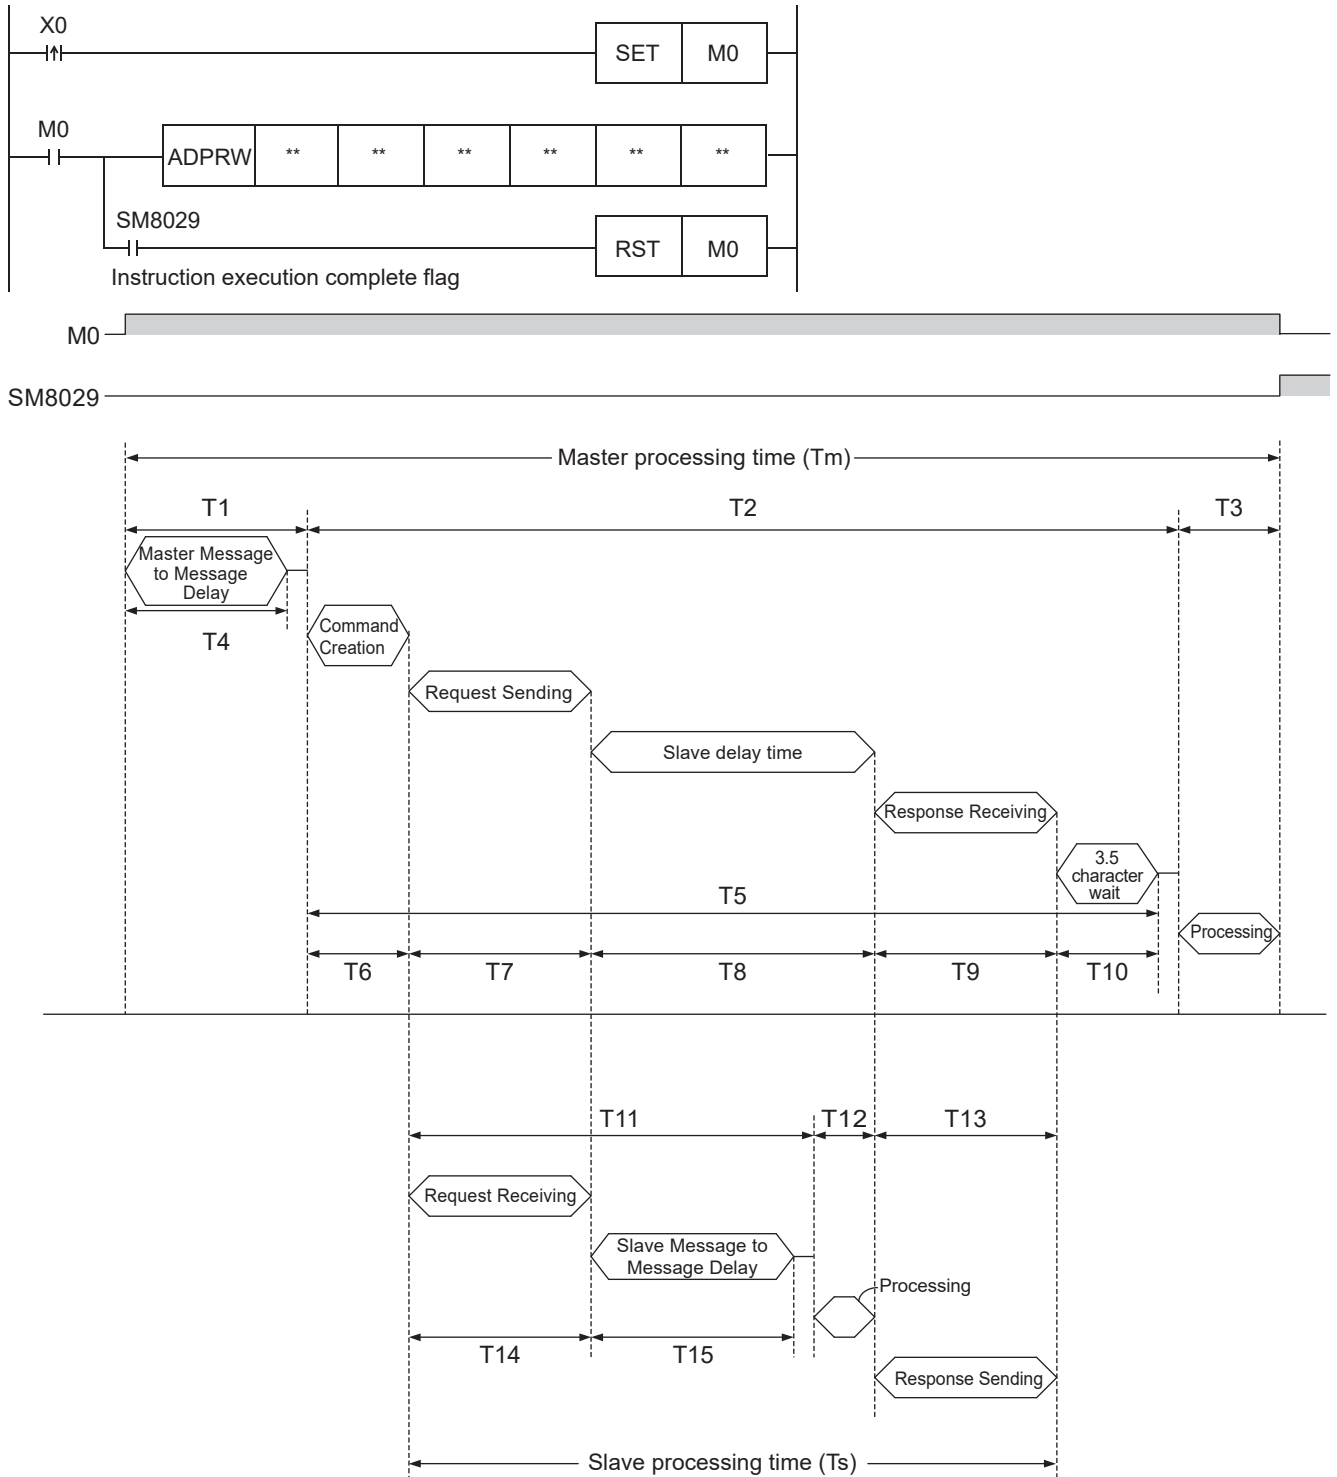 X0
SET M0
M0
ADPRW ** ** ** ** ** **
SM8029
RST M0
Instruction execution complete flag
M0
SM8029
Master processing time (Tm)
T1 T2 T3
Master Message
to Message
Delay
T4
Command
Creation
Request Sending
Slave delay time
Response Receiving
3.5
character
wait
T5
Processing
T6 T7 T8 T9 T10
T11 T12 T13
Request Receiving
Slave Message to
Message Delay
Processing
T14 T15
Response Sending
Slave processing time (Ts)